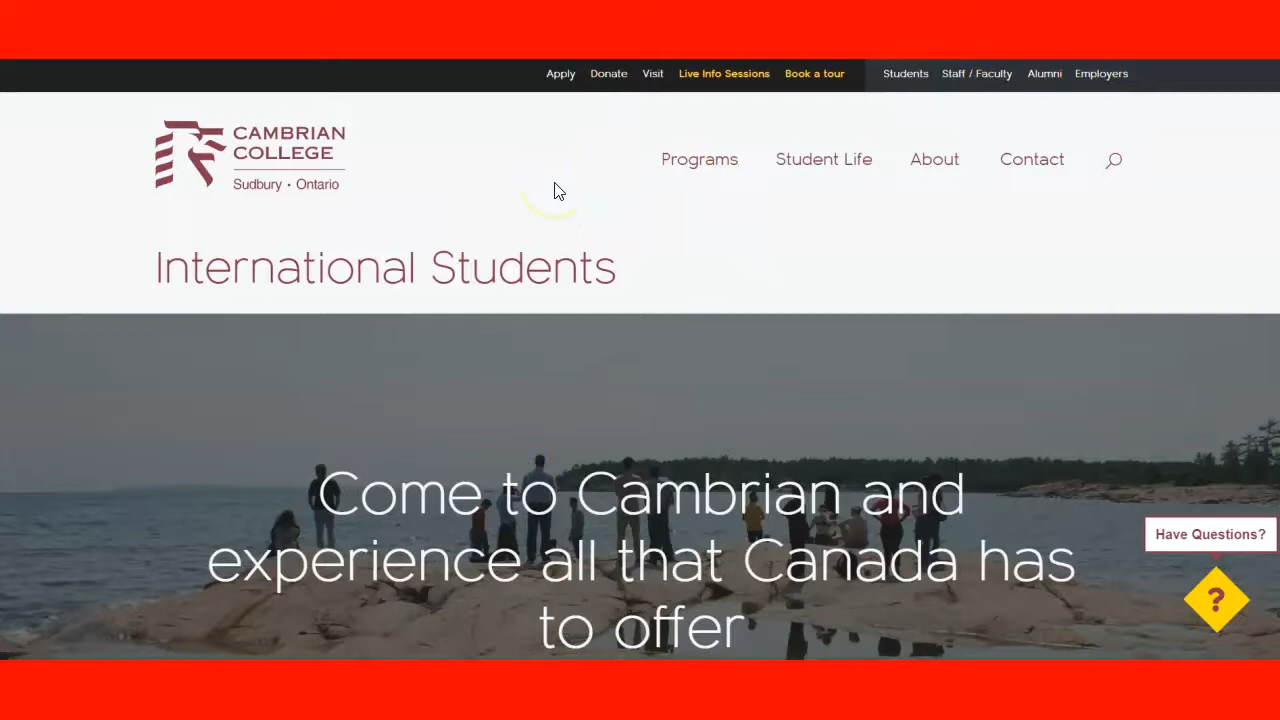 Apply Donate Visit Live Info Sessions Book a tour Students Staff / Faculty Alumni Employers
CAMBRIAN
COLLEGE
Sudbury • Ontario
Programs Student Life About Contact
International Students
Come to Cambrian and
experience all that Canada has
to offer
Have Questions?
?